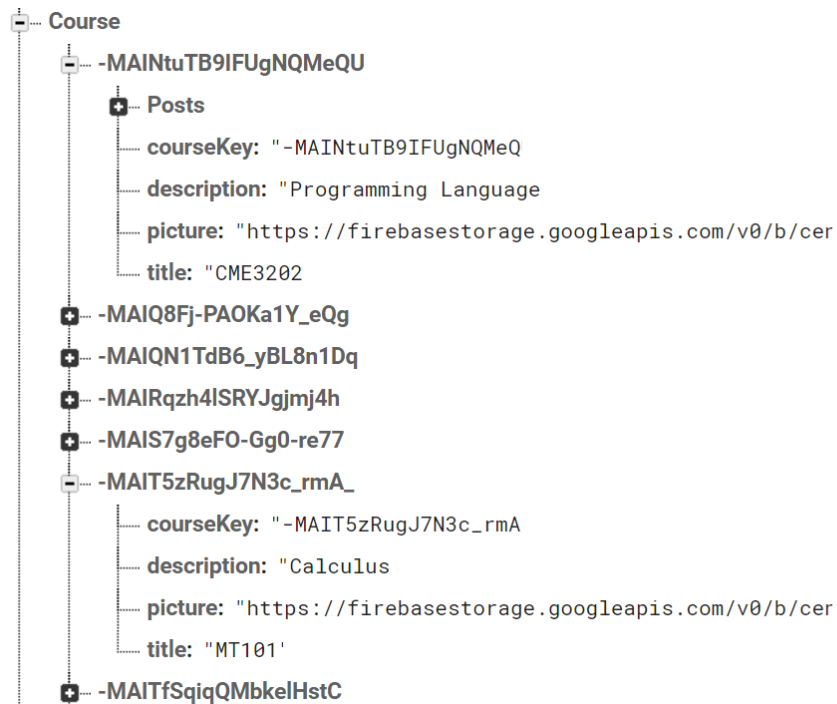 Course
-MAINtuTB9IFUgNQMeQU
Posts
courseKey: "-MAINtuTB9IFUgNQMeQ
description: "Programming Language
picture: "https://firebasestorage.googleapis.com/v0/b/cer
title: "CME3202
-MAIQ8Fj-PAOKa1Y_eQg
-MAIQN1TdB6_yBL8n1Dq
-MAIRqzh4lSRYJgjmj4h
-MAIS7g8eFO-Gg0-re77
-MAIT5zRugJ7N3c_rmA_
courseKey: "-MAIT5zRugJ7N3c_rmA
description: "Calculus
picture: "https://firebasestorage.googleapis.com/v0/b/cer
title: "MT101'
-MAITfSqiqQMbkelHstC